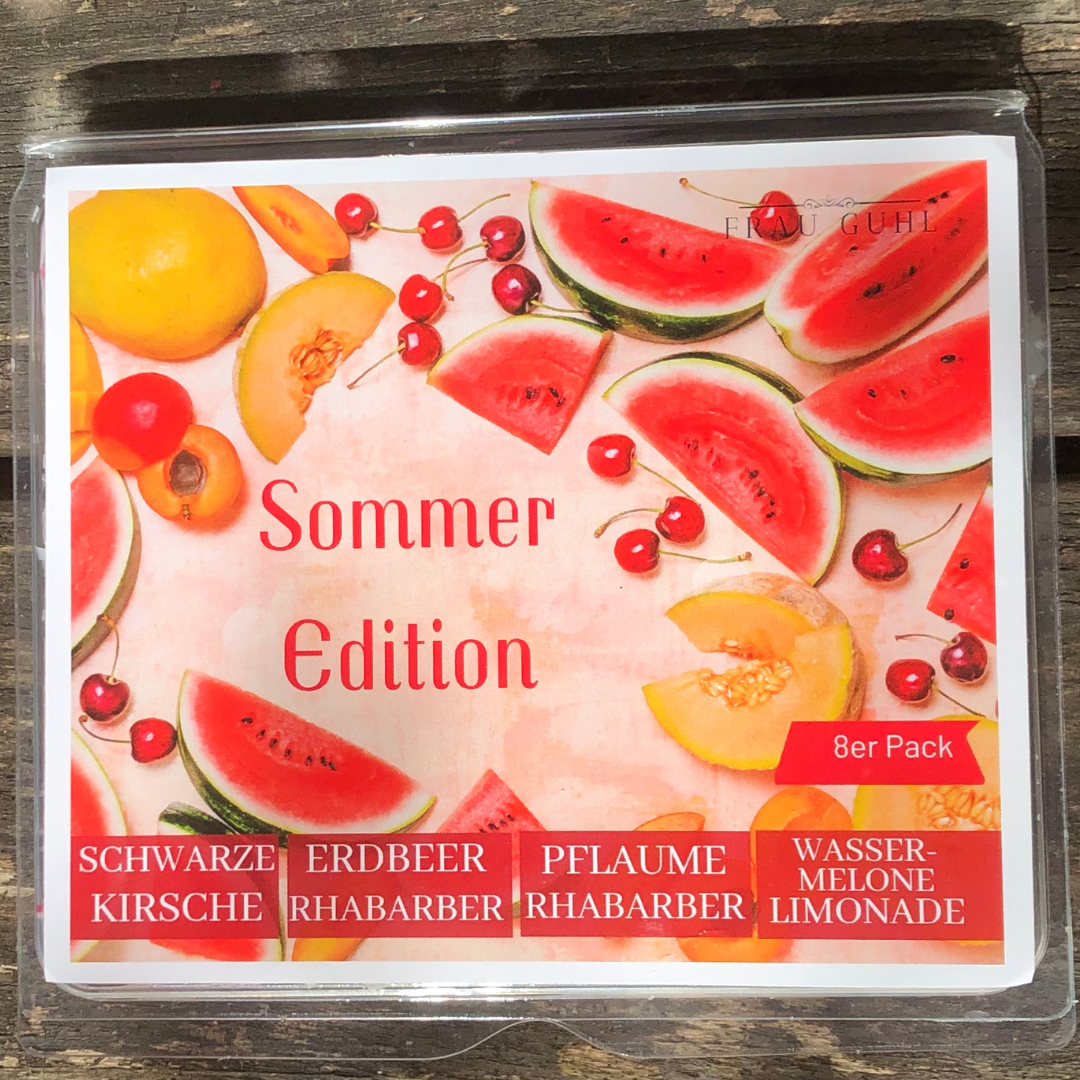 FRAU GUHL
Sommer
Edition
8er Pack
SCHWARZE
KIRSCHE
ERDBEER
RHABARBER
PFLAUME
RHABARBER
WASSER-
MELONE
LIMONADE